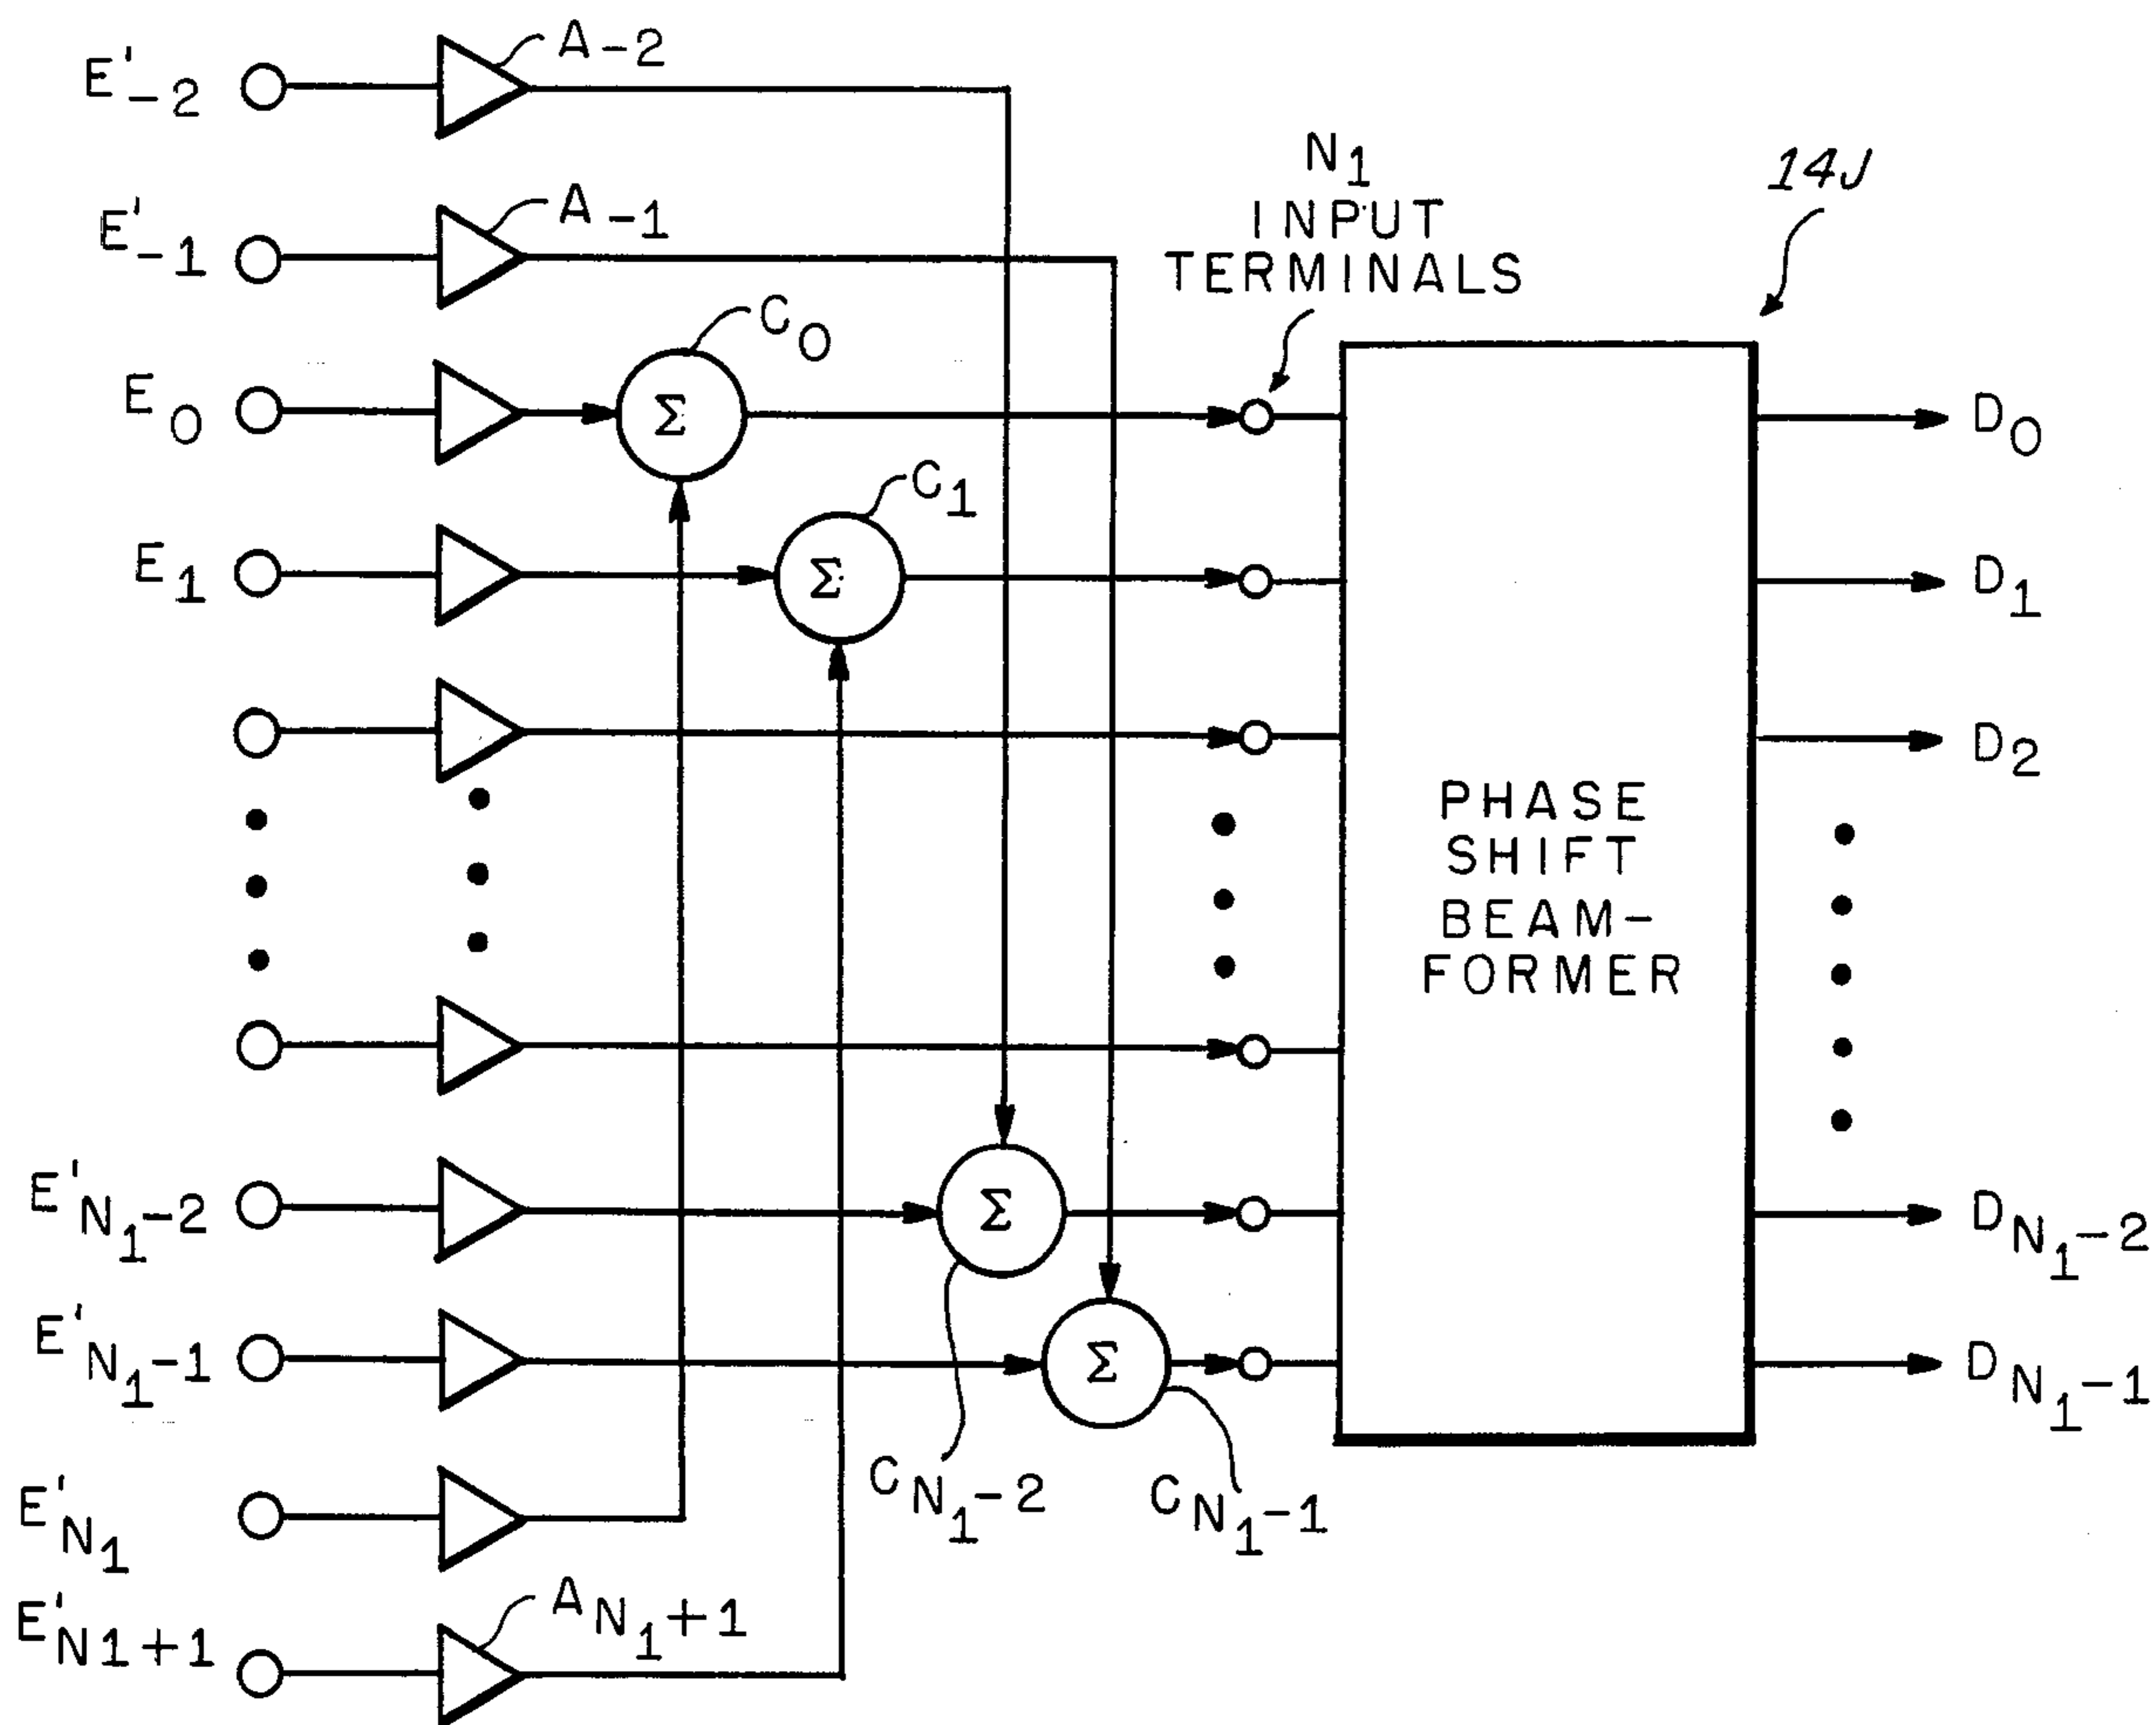 E'₋₂
A₋₂
E'₋₁
A₋₁
N₁
INPUT
TERMINALS
14J
E₀
C₀
Σ
D₀
E₁
C₁
Σ
D₁
D₂
PHASE
SHIFT
BEAM-
FORMER
E'N₁-2
Σ
DN₁-2
E'N₁-1
Σ
DN₁-1
CN₁-2
CN₁-1
E'N₁
E'N1+1
AN₁+1